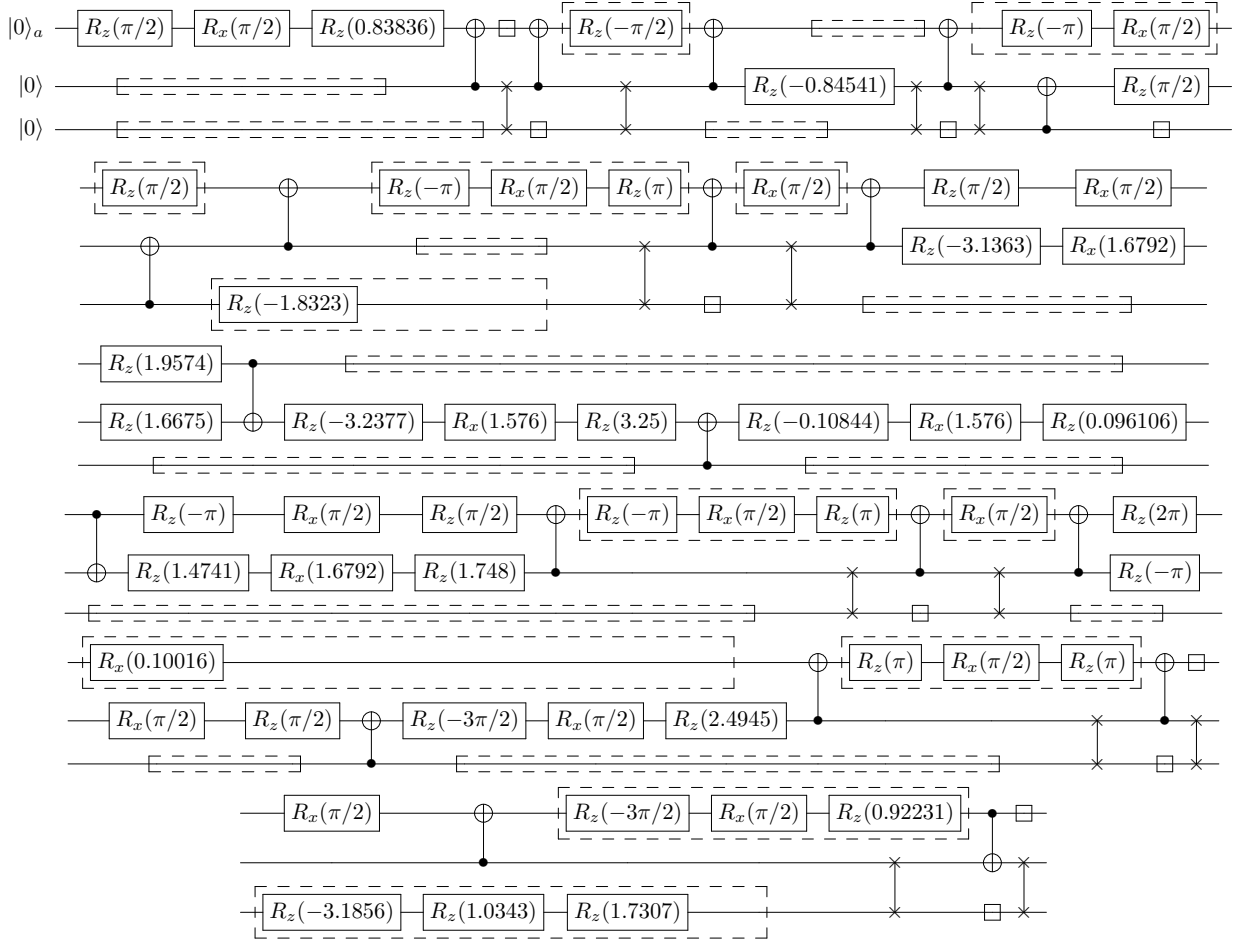 |0⟩a Rz(π/2) Rx(π/2) Rz(0.83836) Rz(−π/2) Rz(−π) Rx(π/2)
|0⟩ Rz(−0.84541) Rz(π/2)
|0⟩
Rz(π/2) Rz(−π) Rx(π/2) Rz(π) Rx(π/2) Rz(π/2) Rx(π/2)
Rz(−3.1363) Rx(1.6792)
Rz(−1.8323)
Rz(1.9574)
Rz(1.6675) Rz(−3.2377) Rx(1.576) Rz(3.25) Rz(−0.10844) Rx(1.576) Rz(0.096106)
Rz(−π) Rx(π/2) Rz(π/2) Rz(−π) Rx(π/2) Rz(π) Rx(π/2) Rz(2π)
Rz(1.4741) Rx(1.6792) Rz(1.748) Rz(−π)
Rx(0.10016) Rz(π) Rx(π/2) Rz(π)
Rx(π/2) Rz(π/2) Rz(−3π/2) Rx(π/2) Rz(2.4945)
Rx(π/2) Rz(−3π/2) Rx(π/2) Rz(0.92231)
Rz(−3.1856) Rx(1.0343) Rz(1.7307)